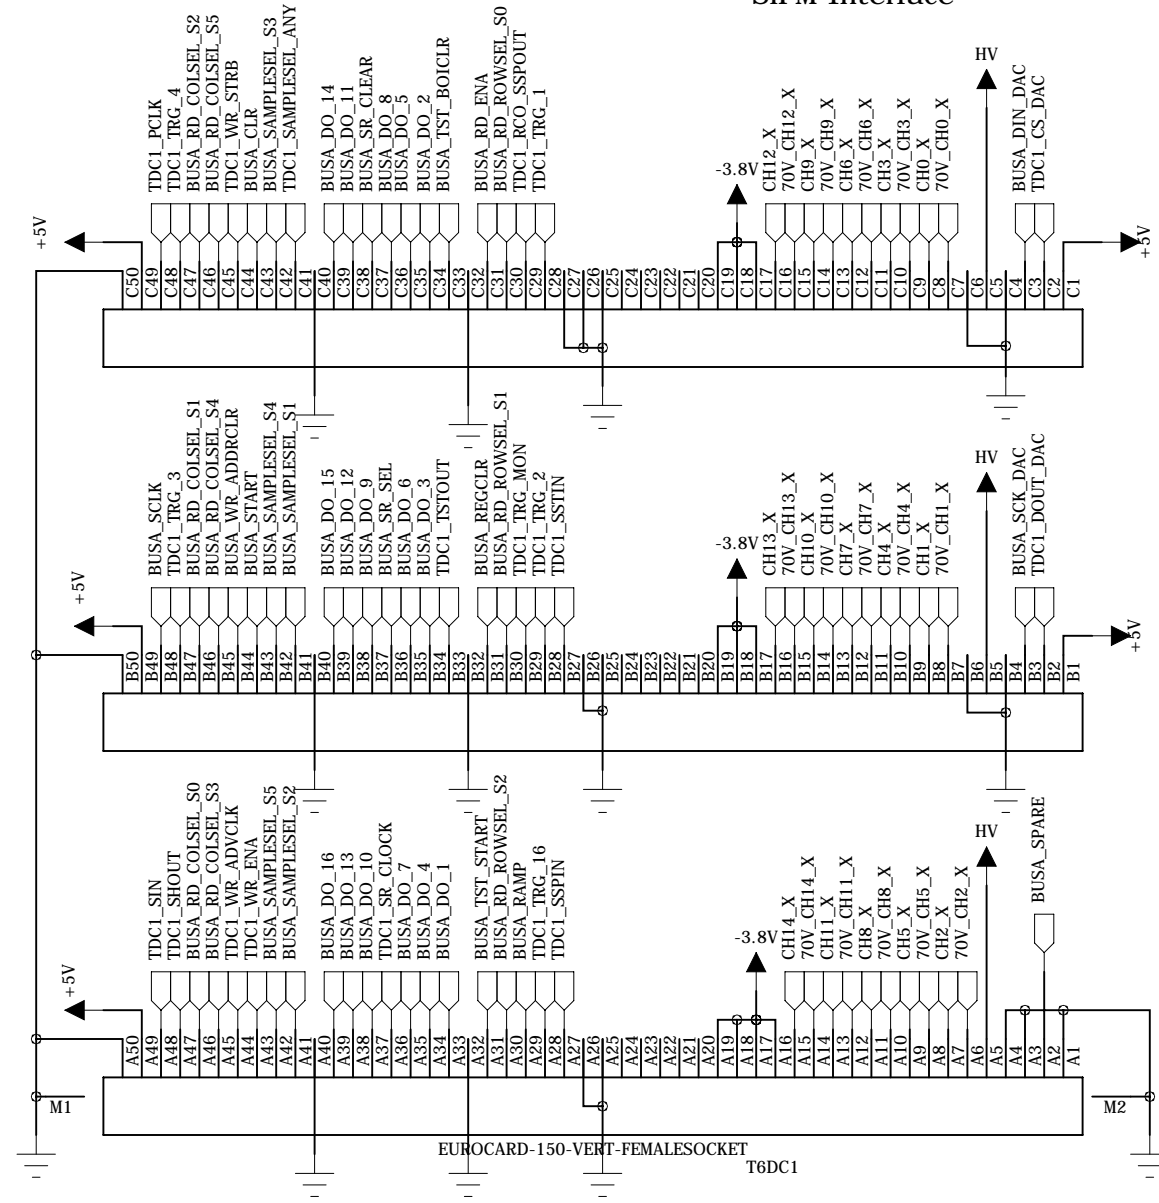 SiPM Interface
TDC1_PCLK
TDC1_TRG_4
BUSA_RD_COLSEL_S2
BUSA_RD_COLSEL_S5
TDC1_WR_STRB
BUSA_CLR
BUSA_SAMPLESEL_S3
TDC1_SAMPLESEL_ANY
BUSA_DO_14
BUSA_DO_11
BUSA_SR_CLEAR
BUSA_DO_8
BUSA_DO_5
BUSA_DO_2
BUSA_TST_BOICLR
BUSA_RD_ENA
BUSA_RD_ROWSEL_S0
TDC1_RCO_SSPOUT
TDC1_TRG_1
-3.8V
CH12_X
70V_CH12_X
CH9_X
70V_CH9_X
CH6_X
70V_CH6_X
CH3_X
70V_CH3_X
CH0_X
70V_CH0_X
HV
BUSA_DIN_DAC
TDC1_CS_DAC
+5V
+5V
C50 C49 C48 C47 C46 C45 C44 C43 C42 C41 C40 C39 C38 C37 C36 C35 C34 C33 C32 C31 C30 C29 C28 C27 C26 C25 C24 C23 C22 C21 C20 C19 C18 C17 C16 C15 C14 C13 C12 C11 C10 C9 C8 C7 C6 C5 C4 C3 C2 C1
BUSA_SCLK
TDC1_TRG_3
BUSA_RD_COLSEL_S1
BUSA_RD_COLSEL_S4
BUSA_WR_ADDRCLR
BUSA_START
BUSA_SAMPLESEL_S4
BUSA_SAMPLESEL_S1
BUSA_DO_15
BUSA_DO_12
BUSA_DO_9
BUSA_SR_SEL
BUSA_DO_6
BUSA_DO_3
TDC1_TSTOUT
BUSA_REGCLR
BUSA_RD_ROWSEL_S1
TDC1_TRG_MON
TDC1_TRG_2
TDC1_SSTIN
-3.8V
CH13_X
70V_CH13_X
CH10_X
70V_CH10_X
CH7_X
70V_CH7_X
CH4_X
70V_CH4_X
CH1_X
70V_CH1_X
HV
BUSA_SCK_DAC
TDC1_DOUT_DAC
+5V
+5V
B50 B49 B48 B47 B46 B45 B44 B43 B42 B41 B40 B39 B38 B37 B36 B35 B34 B33 B32 B31 B30 B29 B28 B27 B26 B25 B24 B23 B22 B21 B20 B19 B18 B17 B16 B15 B14 B13 B12 B11 B10 B9 B8 B7 B6 B5 B4 B3 B2 B1
TDC1_SIN
TDC1_SHOUT
BUSA_RD_COLSEL_S0
BUSA_RD_COLSEL_S3
TDC1_WR_ADVCLK
TDC1_WR_ENA
BUSA_SAMPLESEL_S5
BUSA_SAMPLESEL_S2
BUSA_DO_16
BUSA_DO_13
BUSA_DO_10
TDC1_SR_CLOCK
BUSA_DO_7
BUSA_DO_4
BUSA_DO_1
BUSA_TST_START
BUSA_RD_ROWSEL_S2
BUSA_RAMP
TDC1_TRG_16
TDC1_SSPIN
-3.8V
CH14_X
70V_CH14_X
CH11_X
70V_CH11_X
CH8_X
70V_CH8_X
CH5_X
70V_CH5_X
CH2_X
70V_CH2_X
HV
BUSA_SPARE
+5V
A50 A49 A48 A47 A46 A45 A44 A43 A42 A41 A40 A39 A38 A37 A36 A35 A34 A33 A32 A31 A30 A29 A28 A27 A26 A25 A24 A23 A22 A21 A20 A19 A18 A17 A16 A15 A14 A13 A12 A11 A10 A9 A8 A7 A6 A5 A4 A3 A2 A1
M1
M2
EUROCARD-150-VERT-FEMALESOCKET
T6DC1